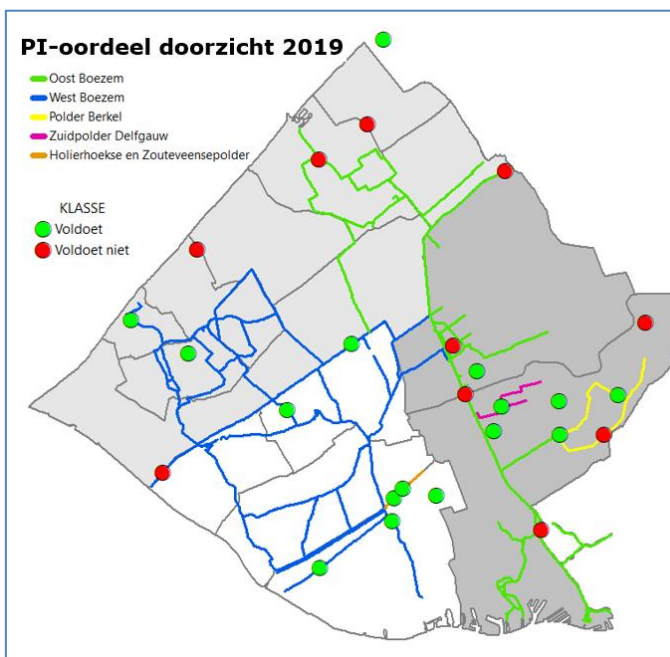 PI-oordeel doorzicht 2019
Oost Boezem
West Boezem
Polder Berkel
Zuidpolder Delfgauw
Holierhoekse en Zouteveensepolder
KLASSE
Voldoet
Voldoet niet